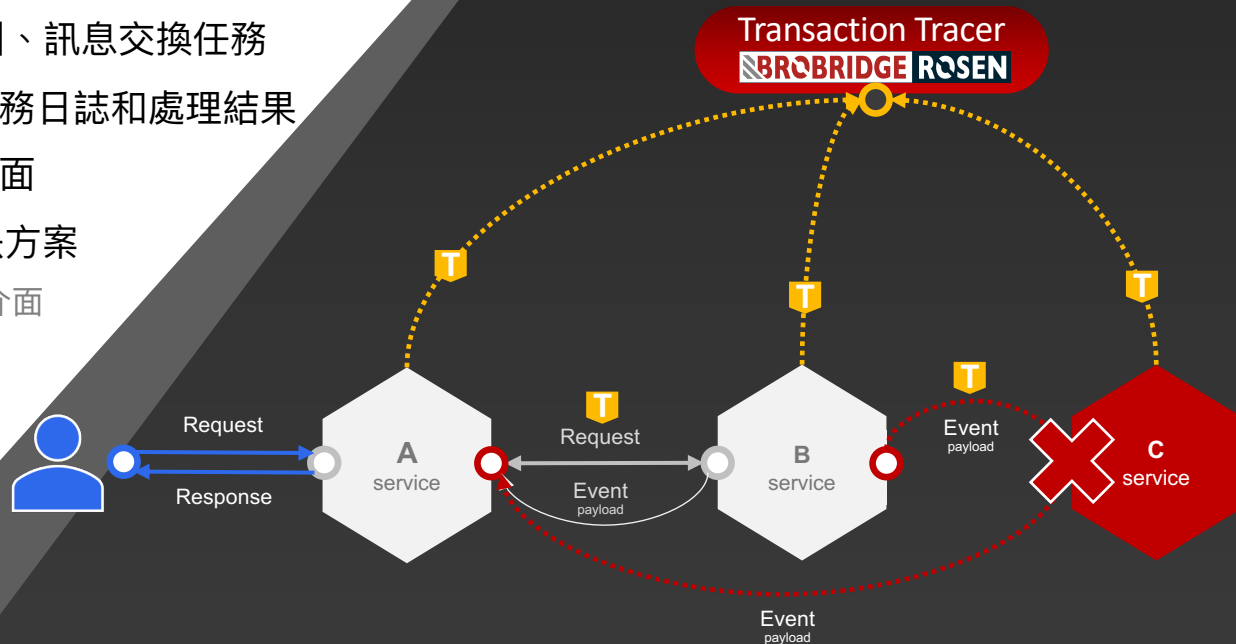 、訊息交換任務
務日誌和處理結果
面
方案
介面
Transaction Tracer
BROBRIDGE ROSEN
T
T
T
T
T
Request
Response
A
service
Request
Event
payload
B
service
Event
payload
C
service
Event
payload